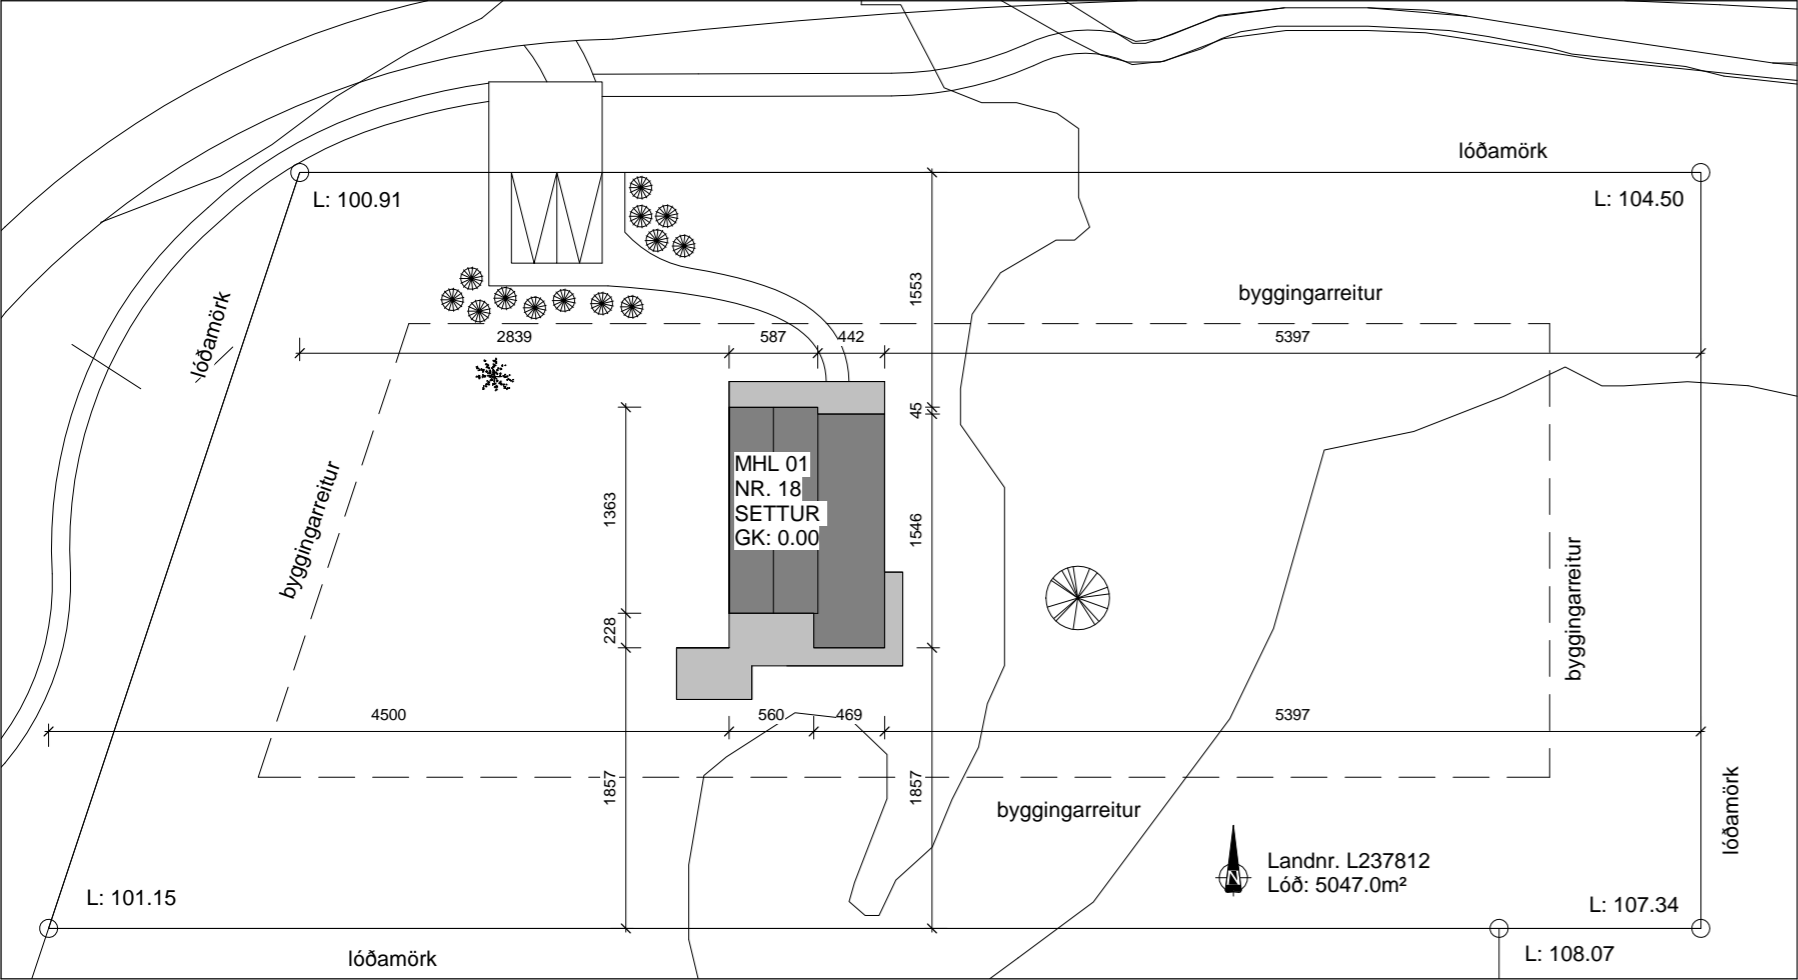 lóðamörk
L: 100.91
L: 104.50
lóðamörk
1553
byggingarreitur
2839
587
442
5397
45
byggingarreitur
MHL 01
NR. 18
SETTUR
GK: 0.00
1363
1546
byggingarreitur
228
4500
560
469
5397
1857
1857
byggingarreitur
lóðamörk
N
Landnr. L237812
Lóð: 5047.0m²
L: 101.15
L: 107.34
lóðamörk
L: 108.07